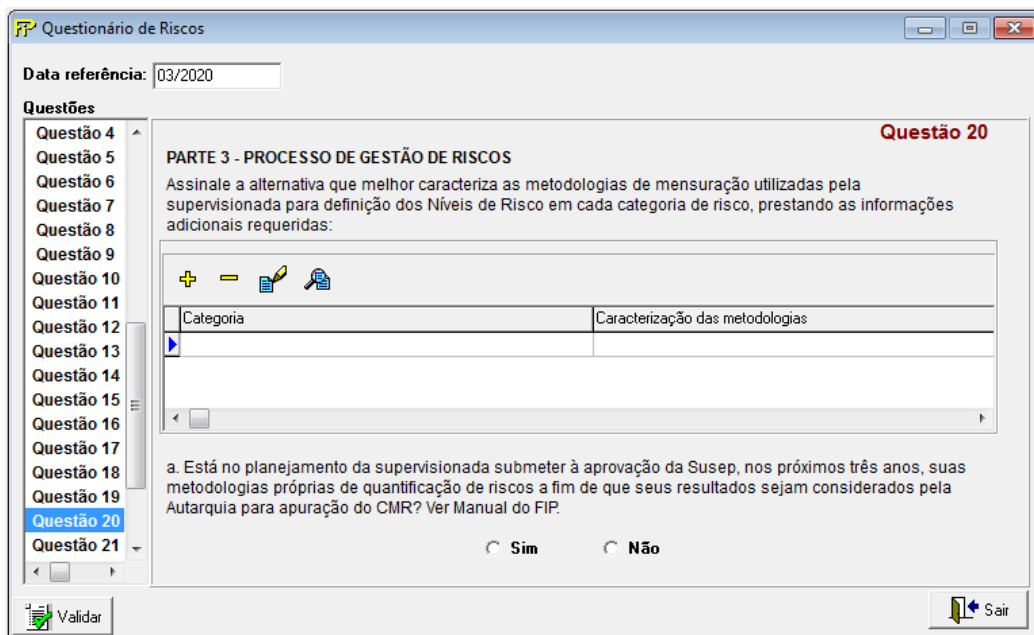 FIP Questionário de Riscos
Data referência: 03/2020
Questões
Questão 4
Questão 5
Questão 6
Questão 7
Questão 8
Questão 9
Questão 10
Questão 11
Questão 12
Questão 13
Questão 14
Questão 15
Questão 16
Questão 17
Questão 18
Questão 19
Questão 20
Questão 21
Questão 20
PARTE 3 - PROCESSO DE GESTÃO DE RISCOS
Assinale a alternativa que melhor caracteriza as metodologias de mensuração utilizadas pela
supervisionada para definição dos Níveis de Risco em cada categoria de risco, prestando as informações
adicionais requeridas:
Categoria Caracterização das metodologias
a. Está no planejamento da supervisionada submeter à aprovação da Susep, nos próximos três anos, suas
metodologias próprias de quantificação de riscos a fim de que seus resultados sejam considerados pela
Autarquia para apuração do CMR? Ver Manual do FIP.
Sim Não
Validar
Sair